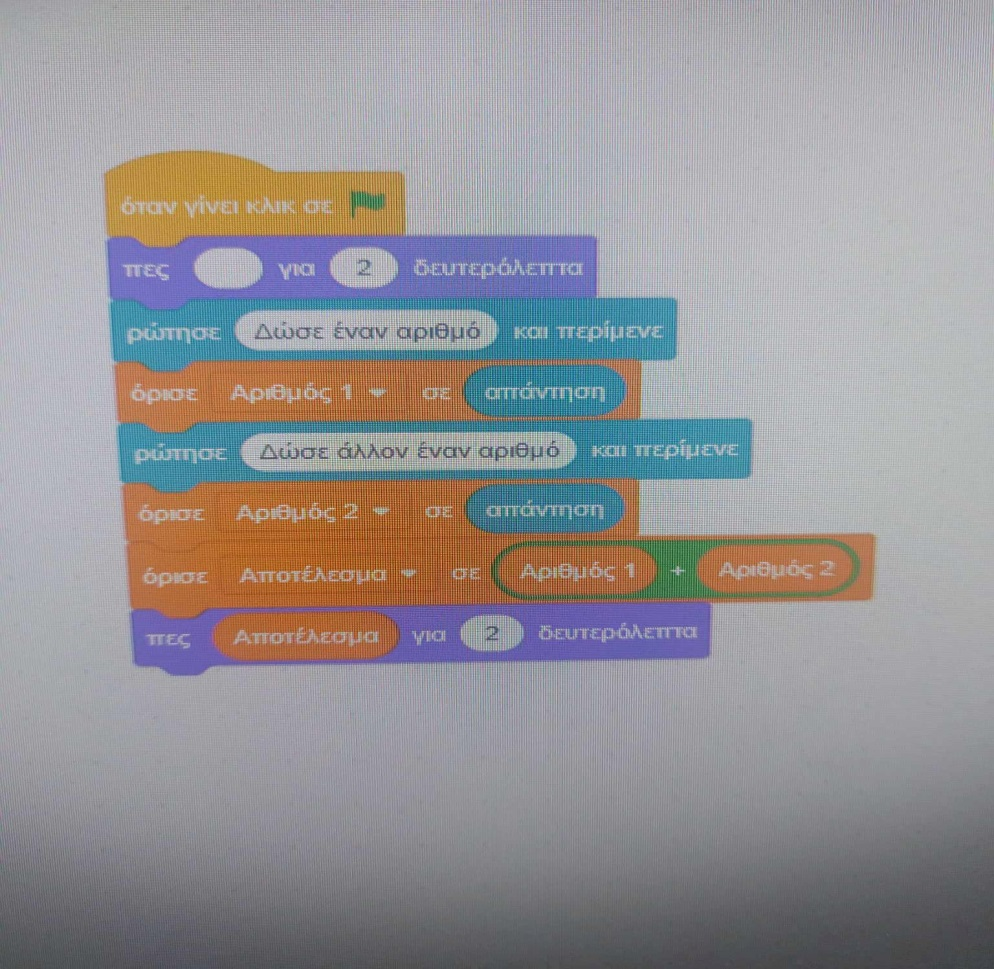 όταν γίνει κλικ σε
πες για 2 δευτερόλεπτα
ρώτησε Δώσε έναν αριθμό και περίμενε
όρισε Αριθμός 1 σε απάντηση
ρώτησε Δώσε άλλον έναν αριθμό και περίμενε
όρισε Αριθμός 2 σε απάντηση
όρισε Αποτέλεσμα σε Αριθμός 1 + Αριθμός 2
πες Αποτέλεσμα για 2 δευτερόλεπτα